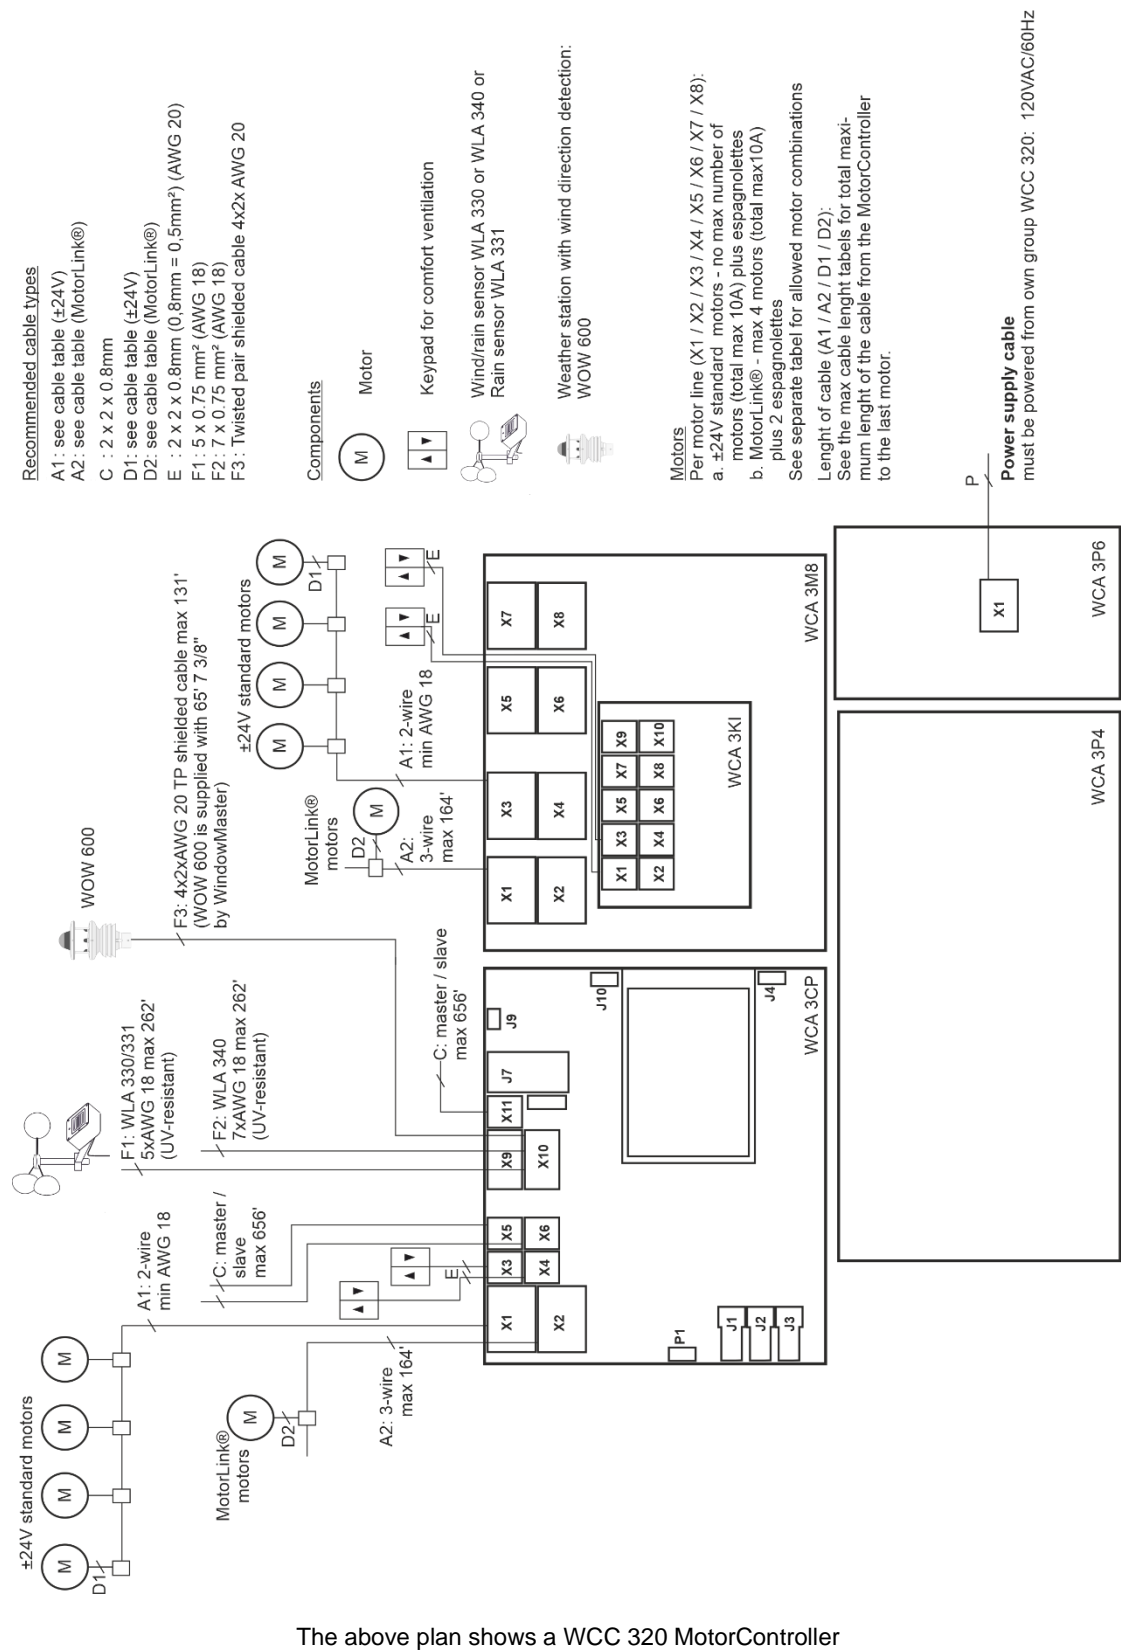 Recommended cable types
A1: see cable table (±24V)
A2: see cable table (MotorLink®)
C : 2 x 2 x 0.8mm
D1: see cable table (±24V)
D2: see cable table (MotorLink®)
E : 2 x 2 x 0.8mm (0,8mm = 0,5mm²) (AWG 20)
F1: 5 x 0.75 mm² (AWG 18)
F2: 7 x 0.75 mm² (AWG 18)
F3 : Twisted pair shielded cable 4x2x AWG 20
Components
M
Motor
Keypad for comfort ventilation
Wind/rain sensor WLA 330 or WLA 340 or
Rain sensor WLA 331
Weather station with wind direction detection:
WOW 600
Motors
Per motor line (X1 / X2 / X3 / X4 / X5 / X6 / X7 / X8):
a. ±24V standard motors - no max number of
motors (total max 10A) plus espagnolettes
b. MotorLink® - max 4 motors (total max10A)
plus 2 espagnolettes
See separate tabel for allowed motor combinations
Lenght of cable (A1 / A2 / D1 / D2):
See the max cable lenght tabels for total maxi-
mum lenght of the cable from the MotorController
to the last motor.
Power supply cable
must be powered from own group WCC 320: 120VAC/60Hz
±24V standard motors
M
M
M
M
D1
A1: 2-wire
min AWG 18
MotorLink®
motors
M
D2
A2: 3-wire
max 164'
C: master /
slave
max 656'
E
F1: WLA 330/331
5xAWG 18 max 262'
(UV-resistant)
F2: WLA 340
7xAWG 18 max 262'
(UV-resistant)
WOW 600
F3: 4x2xAWG 20 TP shielded cable max 131'
(WOW 600 is supplied with 65' 7 3/8"
by WindowMaster)
C: master / slave
max 656'
MotorLink®
motors
D2
M
A2:
3-wire
max 164'
±24V standard motors
M
M
M
M
D1
A1: 2-wire
min AWG 18
E
E
X1
X2
X3
X4
X5
X6
X9
X10
X11
J7
J9
J10
J4
P1
J1
J2
J3
WCA 3CP
X1
X2
X3
X4
X5
X6
X7
X8
X1
X3
X5
X7
X9
X2
X4
X6
X8
X10
WCA 3KI
WCA 3M8
WCA 3P4
X1
P
WCA 3P6
The above plan shows a WCC 320 MotorController